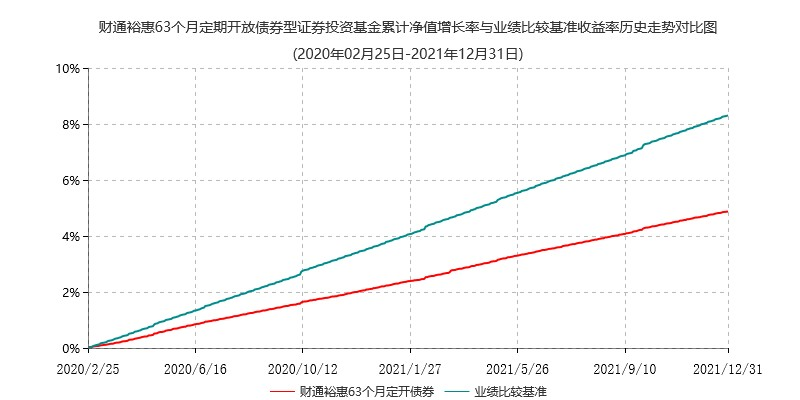 财通裕惠63个月定期开放债券型证券投资基金累计净值增长率与业绩比较基准收益率历史走势对比图
(2020年02月25日-2021年12月31日)
10%
8%
6%
4%
2%
0%
2020/2/25 2020/6/16 2020/10/12 2021/1/27 2021/5/26 2021/9/10 2021/12/31
财通裕惠63个月定开债券 业绩比较基准